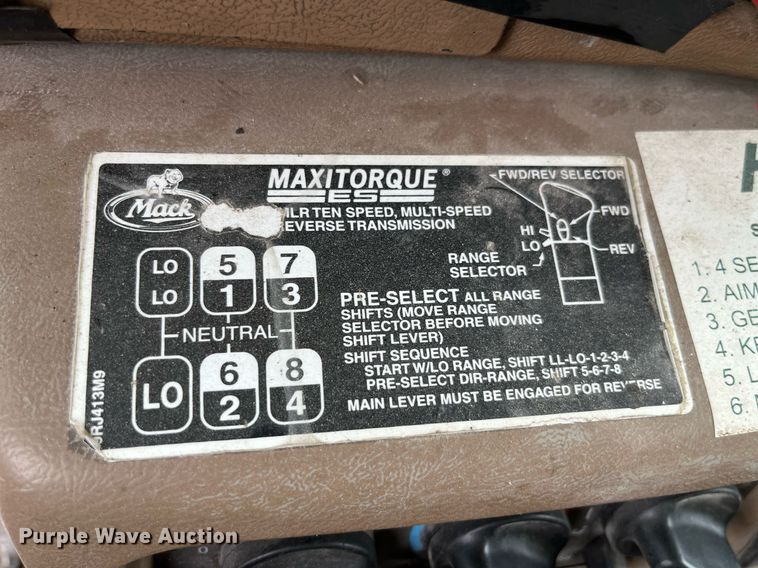 Mack
MAXITORQUE®
ES
MLR TEN SPEED, MULTI-SPEED
REVERSE TRANSMISSION
FWD/REV SELECTOR
FWD
HI
LO
REV
RANGE
SELECTOR
LO 5 7
LO 1 3
NEUTRAL
LO 6 8
2 4
PRE-SELECT ALL RANGE
SHIFTS (MOVE RANGE
SELECTOR BEFORE MOVING
SHIFT LEVER)
SHIFT SEQUENCE
START W/LO RANGE, SHIFT LL-LO-1-2-3-4
PRE-SELECT DIR-RANGE, SHIFT 5-6-7-8
MAIN LEVER MUST BE ENGAGED FOR REVERSE
RJ413M9
H
S
1. 4 SE
2. AIM
3. GE
4. KE
5. L
6.
Purple Wave Auction